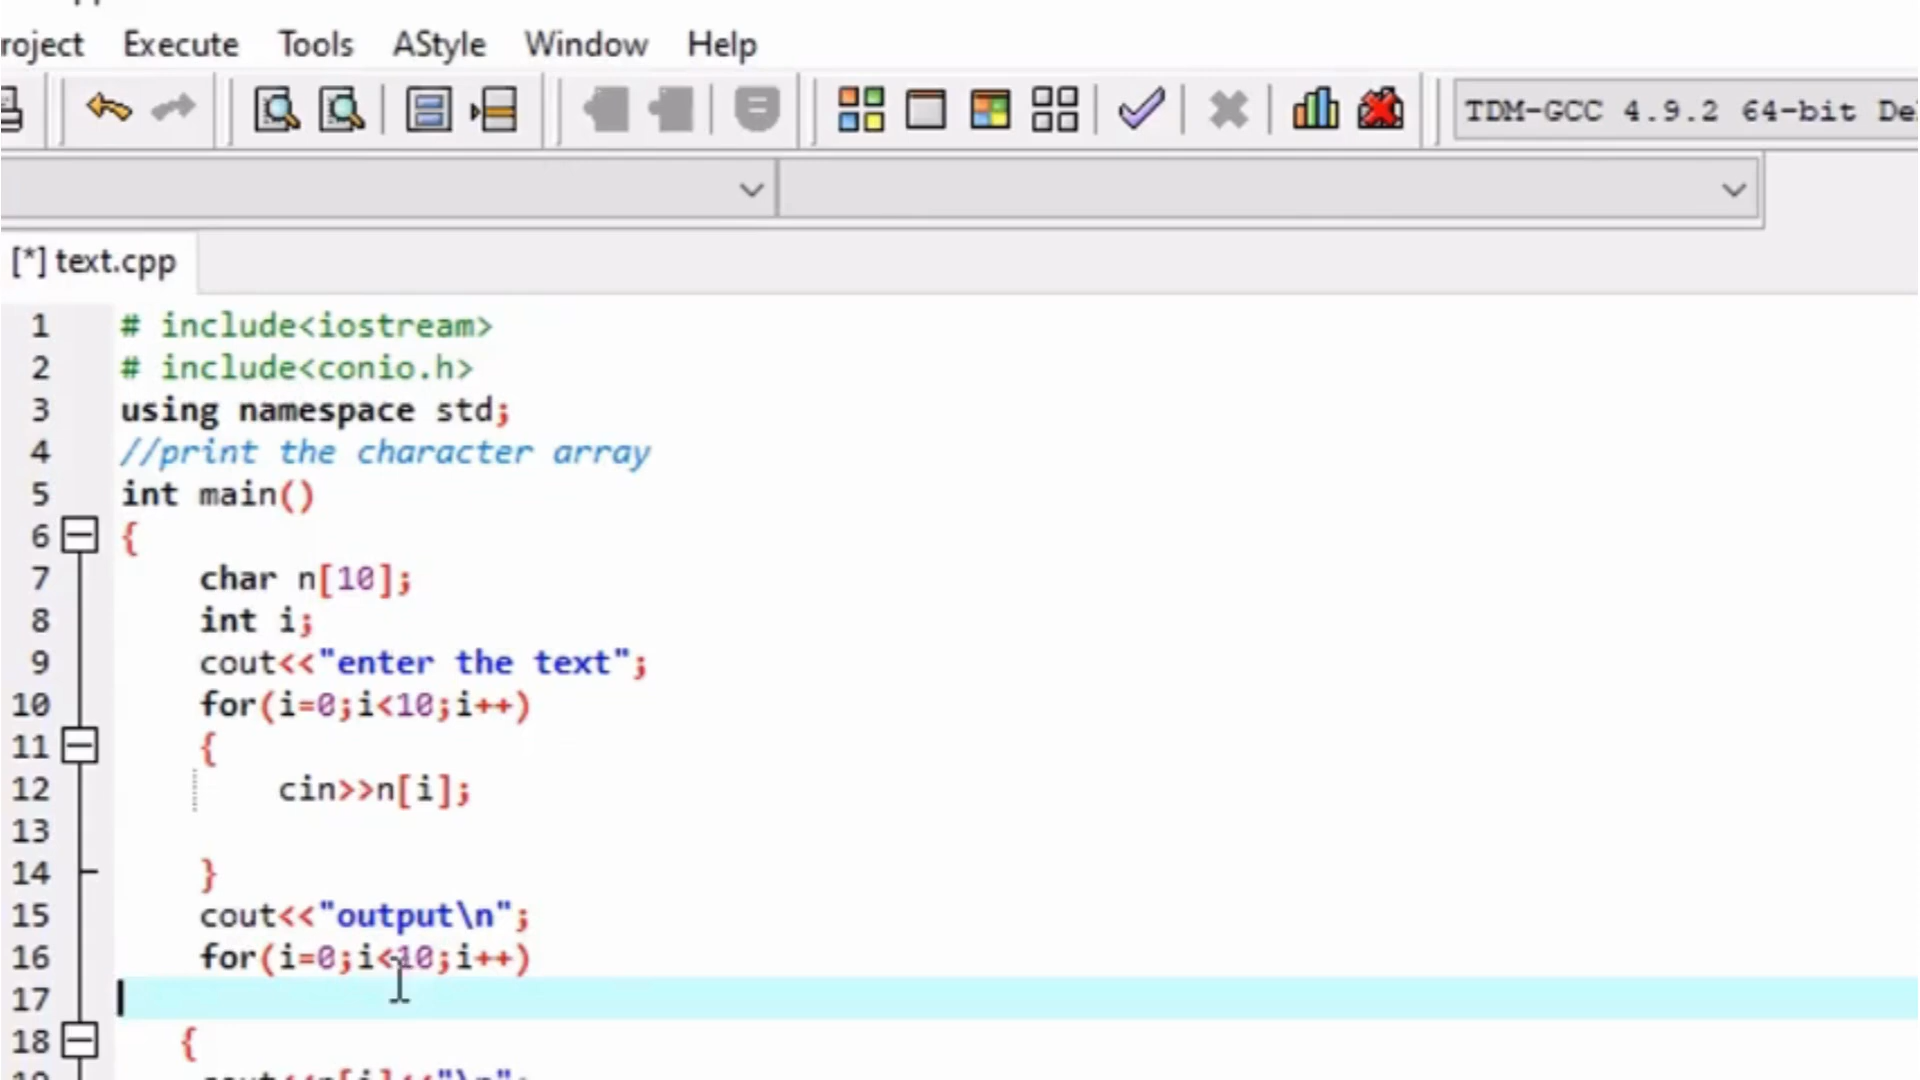 roject Execute Tools AStyle Window Help
TDM-GCC 4.9.2 64-bit De
[*] text.cpp
1 # include<iostream>
2 # include<conio.h>
3 using namespace std;
4 //print the character array
5 int main()
6 {
7 char n[10];
8 int i;
9 cout<<"enter the text";
10 for(i=0;i<10;i++)
11 {
12 cin>>n[i];
13
14 }
15 cout<<"output\n";
16 for(i=0;i<10;i++)
17
18 {
19 cout<<n[i]<<"\n";